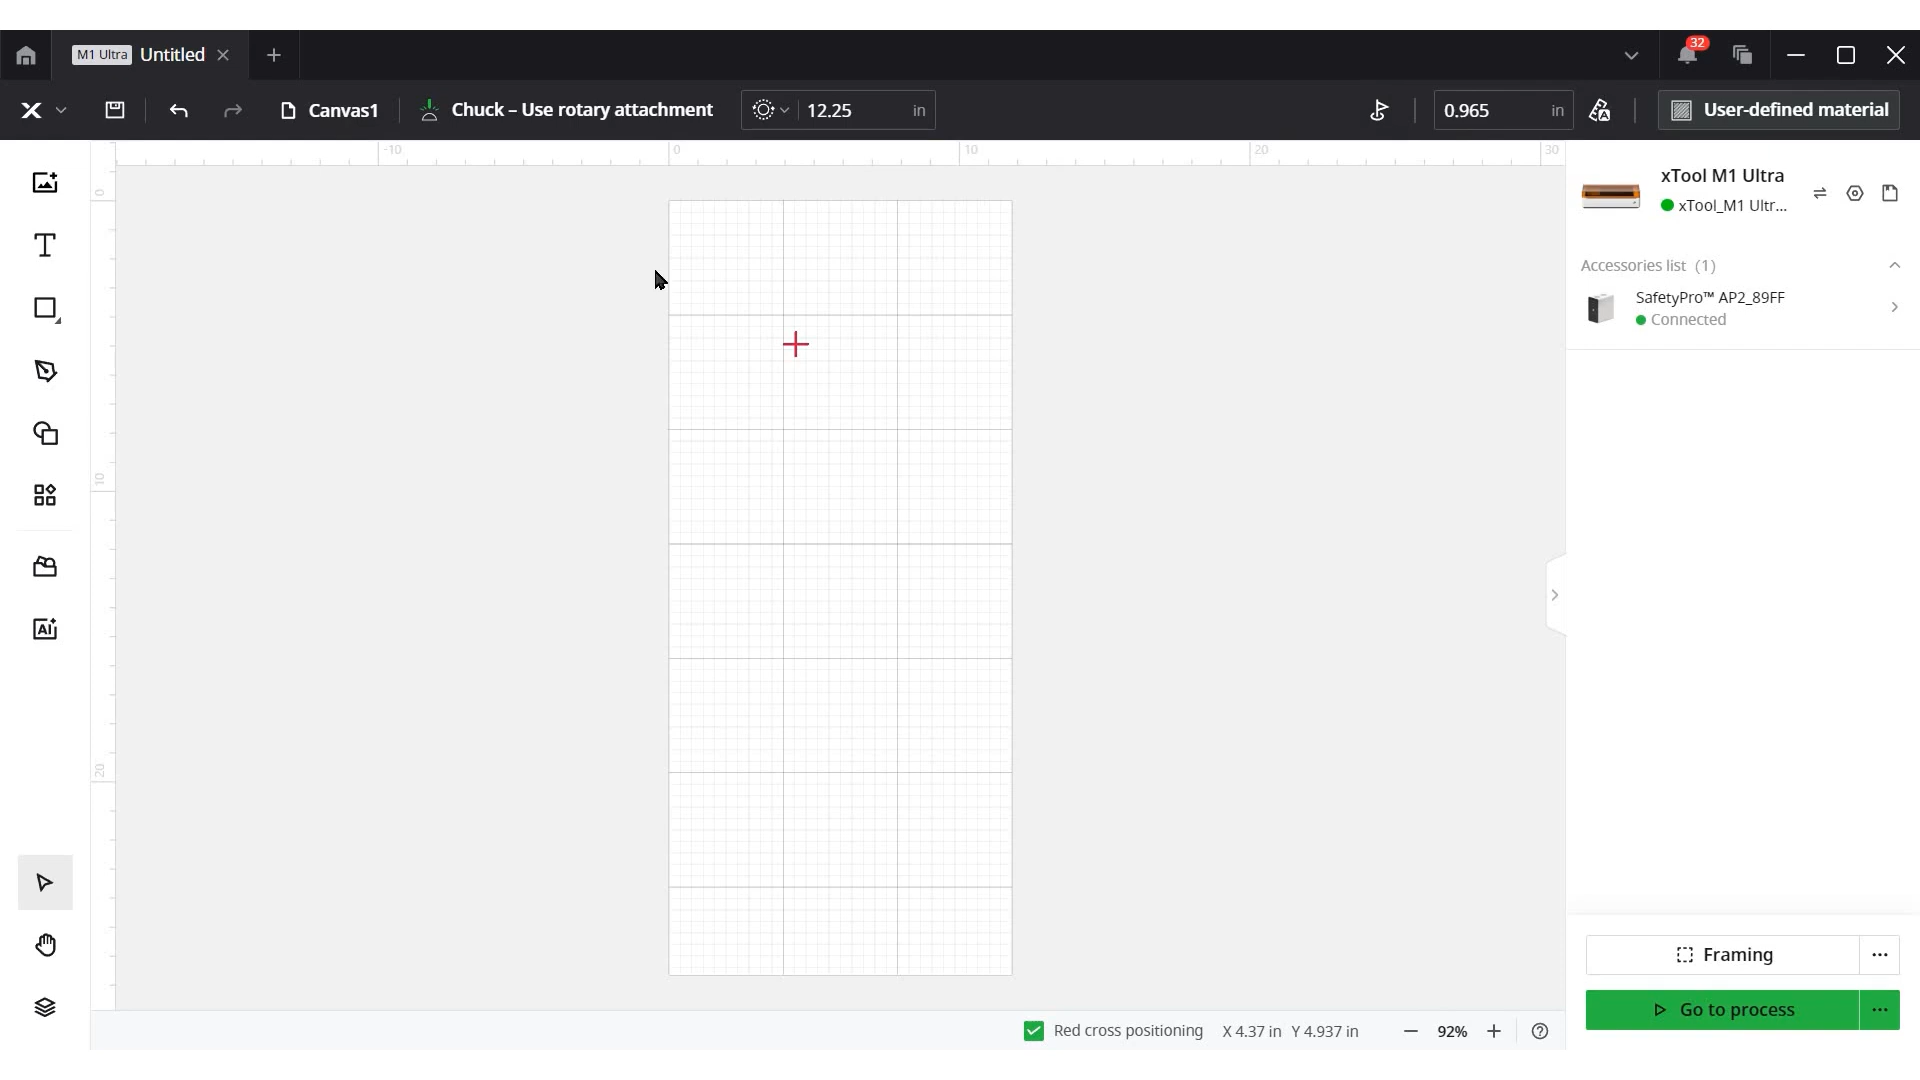 M1 Ultra Untitled
32
Canvas1
Chuck – Use rotary attachment
12.25 in
0.965 in
User-defined material
-10 0 10 20 30
0
10
20
AI
xTool M1 Ultra
xTool_M1 Ultr...
Accessories list (1)
SafetyPro™ AP2_89FF
Connected
Framing
Go to process
Red cross positioning X 4.37 in Y 4.937 in
92%